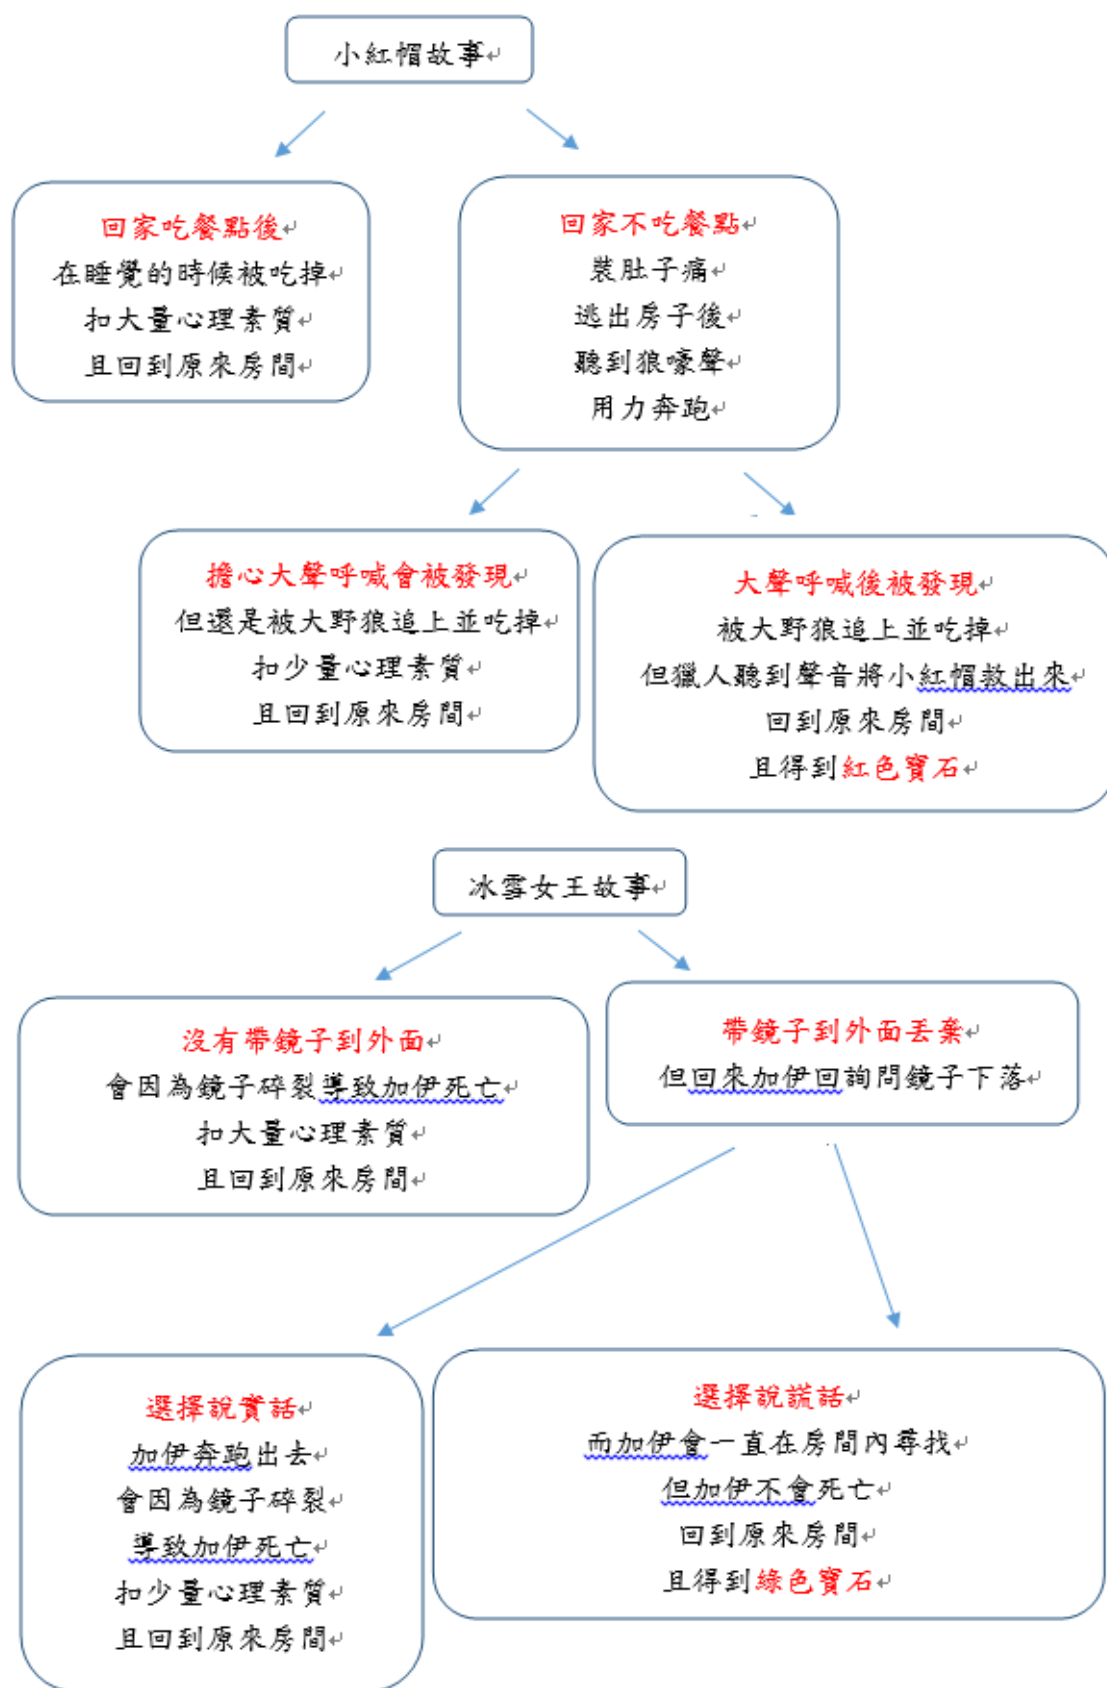 小紅帽故事
回家吃餐點後
在睡覺的時候被吃掉
扣大量心理素質
且回到原來房間
回家不吃餐點
裝肚子痛
逃出房子後
聽到狼嚎聲
用力奔跑
擔心大聲呼喊會被發現
但還是被大野狼追上並吃掉
扣少量心理素質
且回到原來房間
大聲呼喊後被發現
被大野狼追上並吃掉
但獵人聽到聲音將小紅帽救出來
回到原來房間
且得到紅色寶石
冰雪女王故事
沒有帶鏡子到外面
會因為鏡子碎裂導致加伊死亡
扣大量心理素質
且回到原來房間
帶鏡子到外面丟棄
但回來加伊回詢問鏡子下落
選擇說實話
加伊奔跑出去
會因為鏡子碎裂
導致加伊死亡
扣少量心理素質
且回到原來房間
選擇說謊話
而加伊會一直在房間內尋找
但加伊不會死亡
回到原來房間
且得到綠色寶石